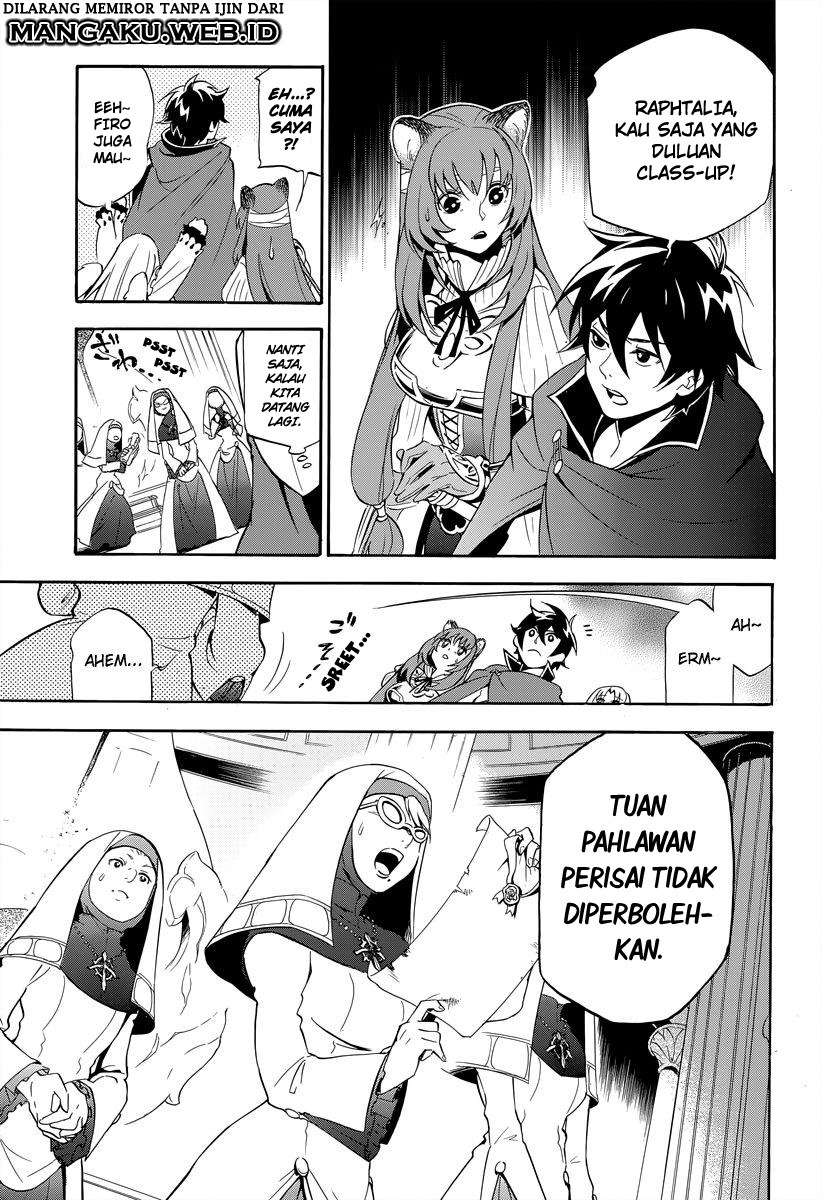 DILARANG MEMIROR TANPA IJIN DARI
MANGAKU.WEB.ID
RAPHTALIA,
KAU SAJA YANG
DULUAN
CLASS-UP!
EH...?
CUMA
SAYA
?!
EEH~
FIRO
JUGA
MAU~
NANTI
SAJA,
KALAU
KITA
DATANG
LAGI.
PSST
PSST
AH~
ERM~
SREET...
AHEM...
TUAN
PAHLAWAN
PERISAI TIDAK
DIPERBOLEH-
KAN.